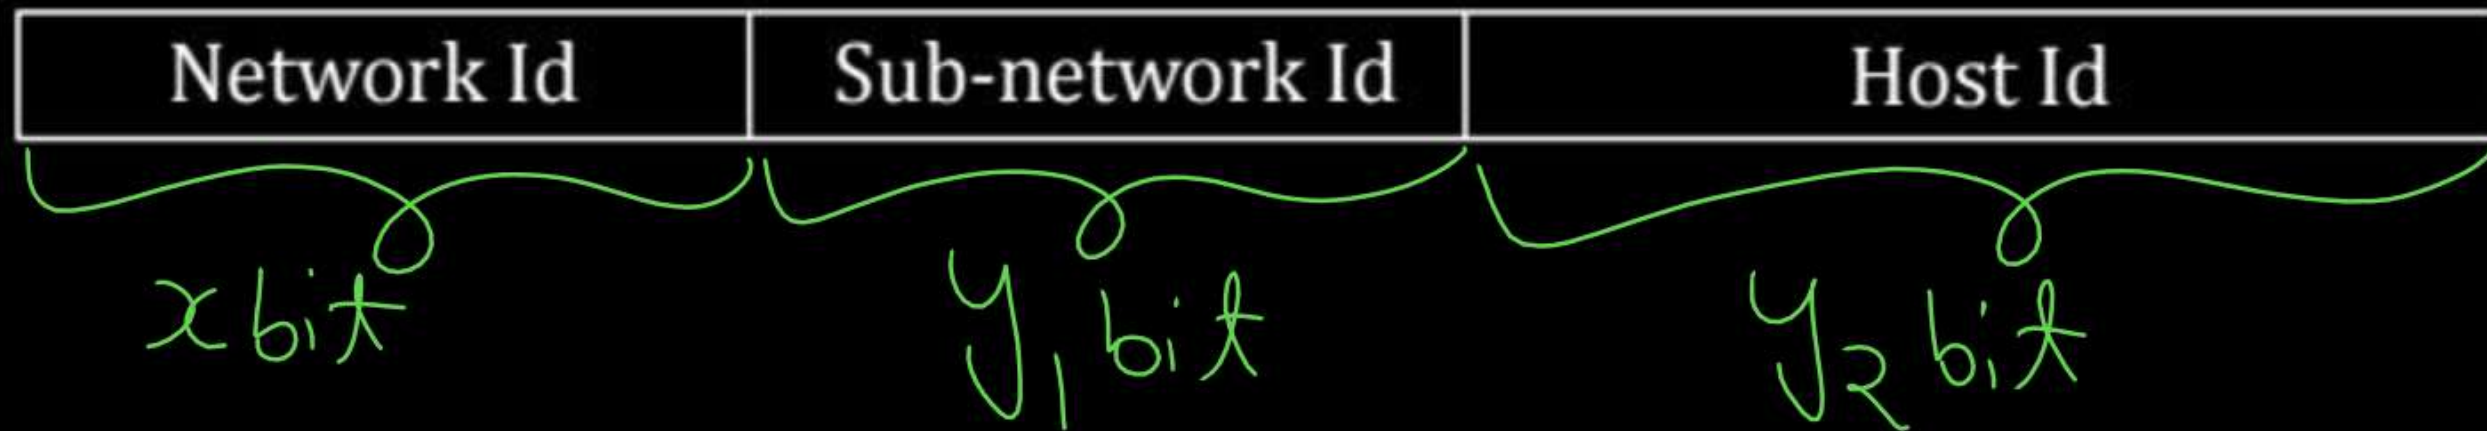 Network Id Sub-network Id Host Id
x bit y₁ bit y₂ bit